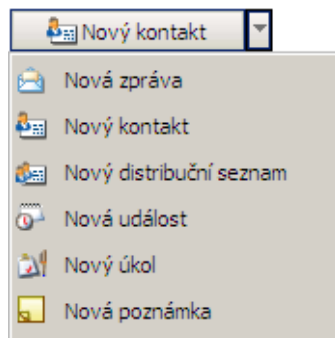 Nový kontakt
Nová zpráva
Nový kontakt
Nový distribuční seznam
Nová událost
Nový úkol
Nová poznámka